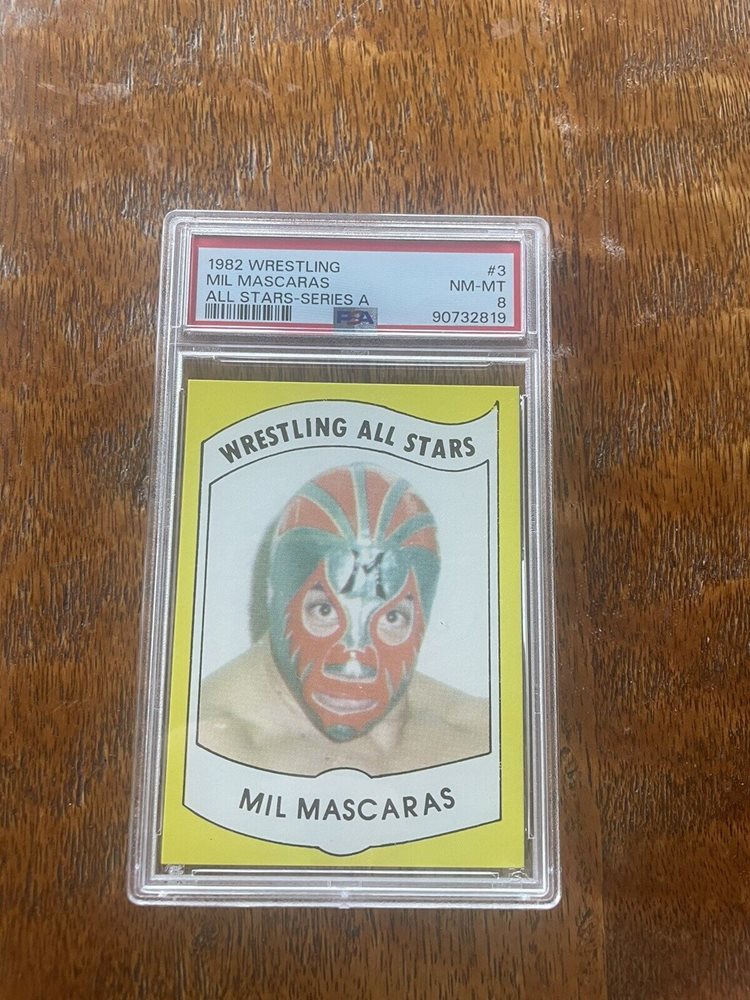 1982 WRESTLING #3
MIL MASCARAS NM-MT
ALL STARS-SERIES A 8
PSA 90732819
WRESTLING ALL STARS
M
MIL MASCARAS